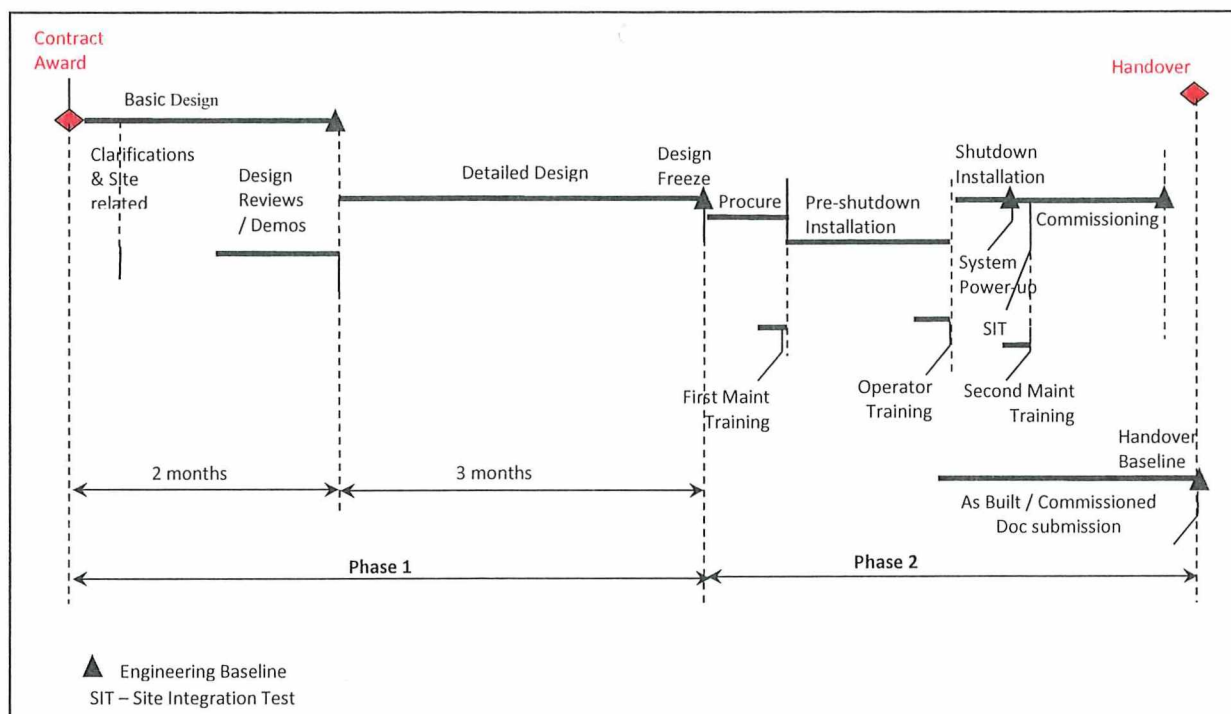 Contract
Award
Handover
Basic Design
Clarifications
& Site
related
Design
Reviews
/ Demos
Detailed Design
Design
Freeze
Procure
Pre-shutdown
Installation
Shutdown
Installation
Commissioning
System
Power-up
SIT
First Maint
Training
Operator
Training
Second Maint
Training
Handover
Baseline
2 months
3 months
As Built / Commissioned
Doc submission
Phase 1
Phase 2
Engineering Baseline
SIT – Site Integration Test